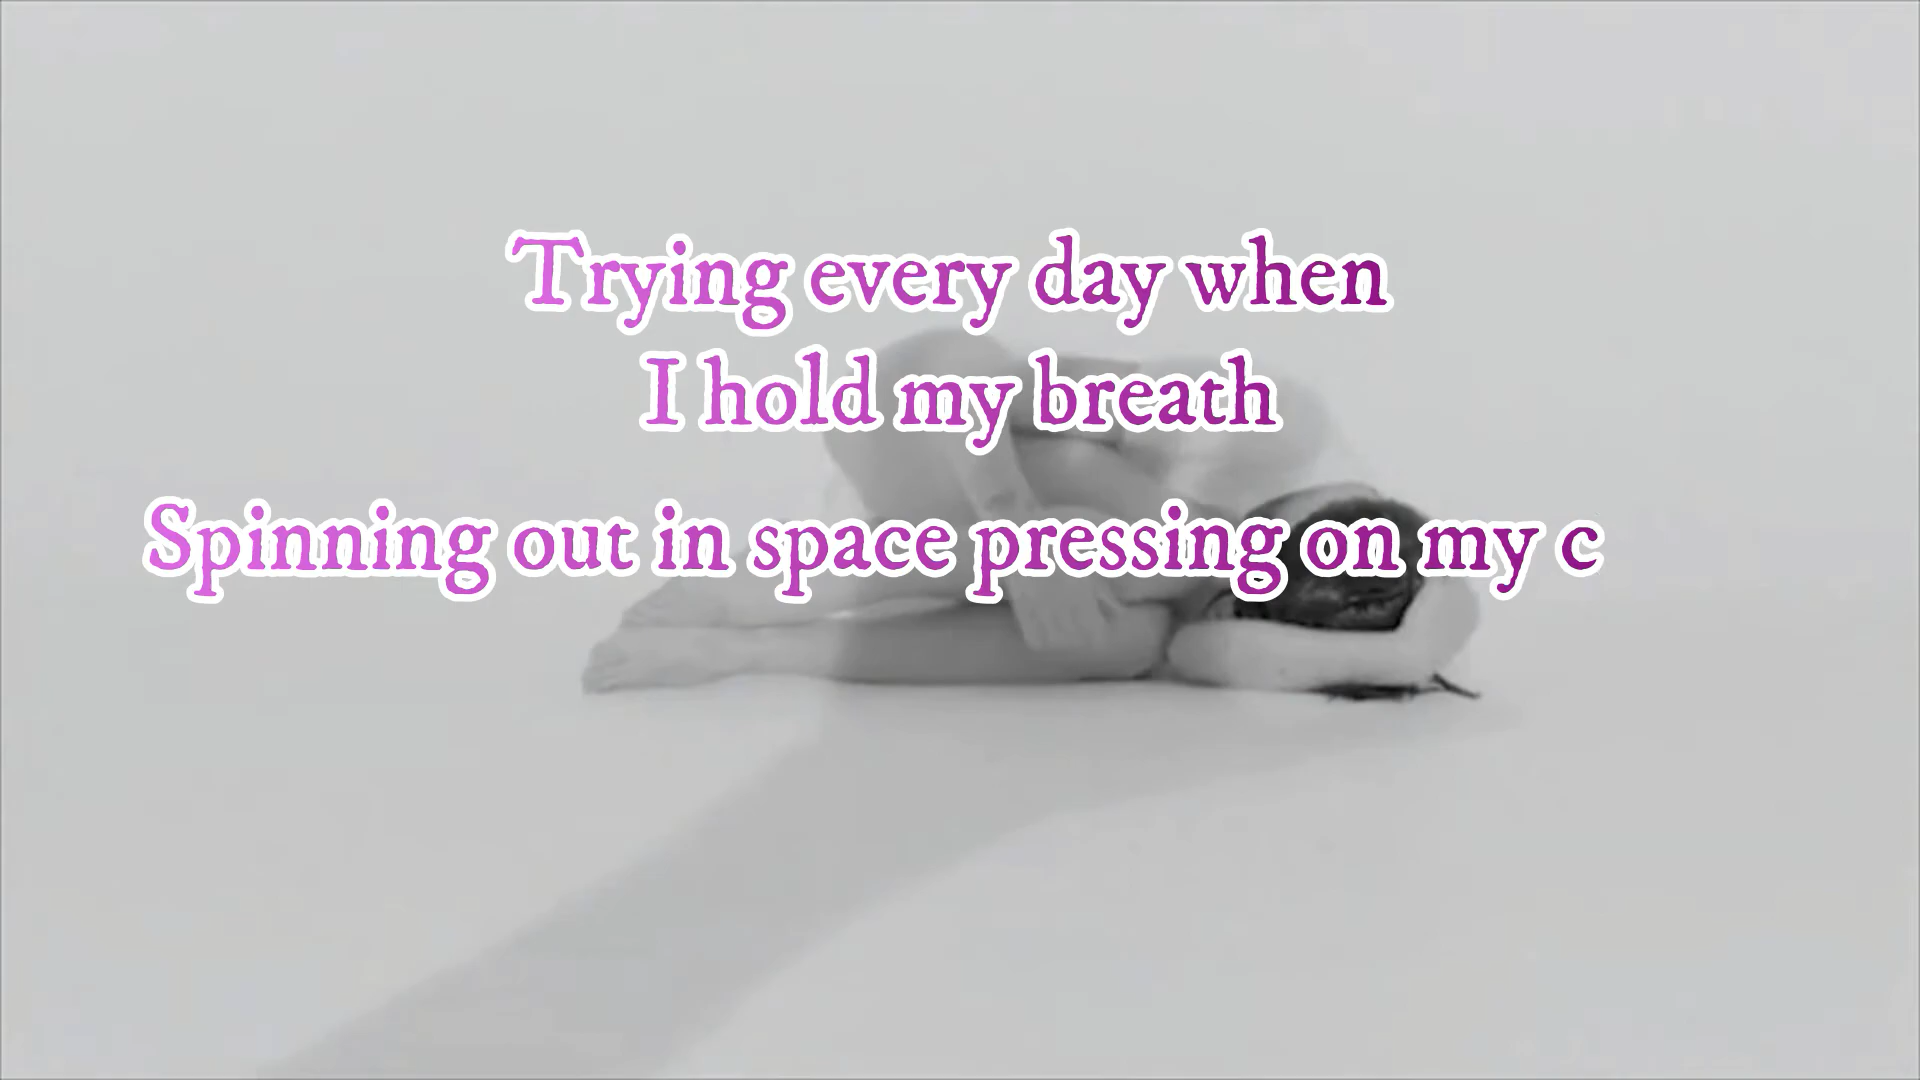 Trying every day when
I hold my breath
Spinning out in space pressing on my c